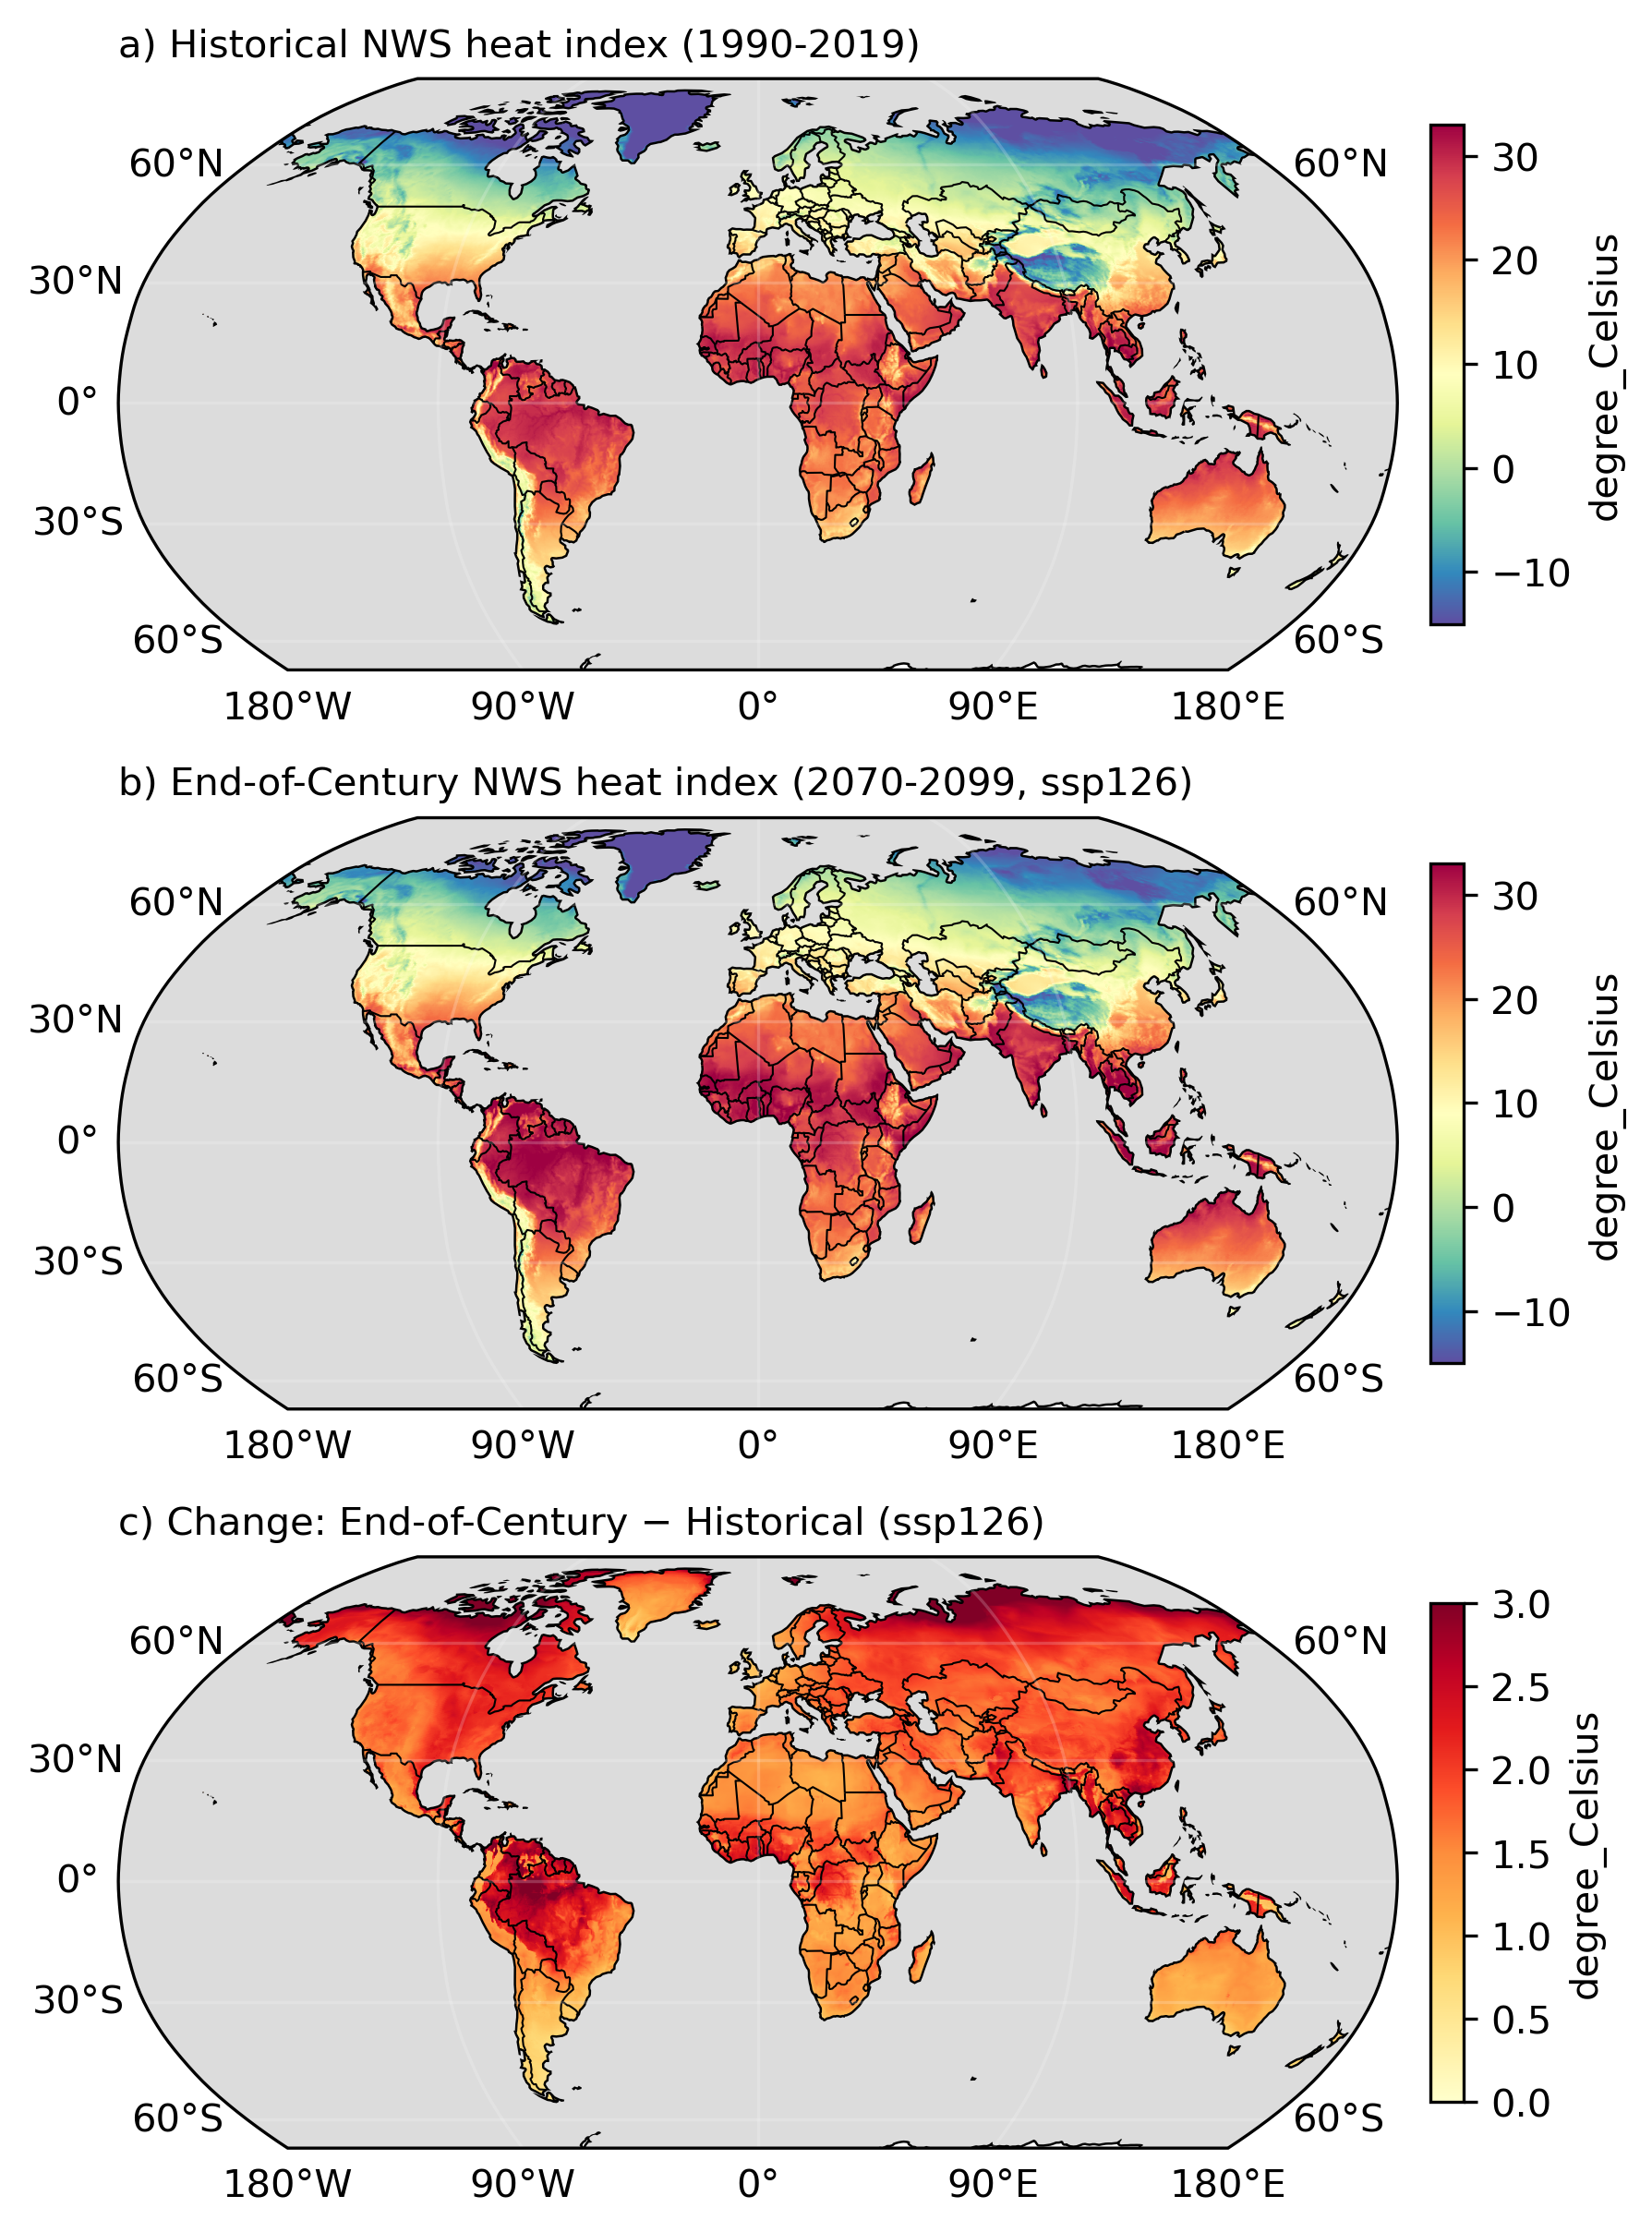 a) Historical NWS heat index (1990-2019)
60°N
60°N
30°N
0°
30°S
60°S
60°S
180°W
90°W
0°
90°E
180°E
30
20
10
0
−10
degree_Celsius
b) End-of-Century NWS heat index (2070-2099, ssp126)
60°N
60°N
30°N
0°
30°S
60°S
60°S
180°W
90°W
0°
90°E
180°E
30
20
10
0
−10
degree_Celsius
c) Change: End-of-Century − Historical (ssp126)
60°N
60°N
30°N
0°
30°S
60°S
60°S
180°W
90°W
0°
90°E
180°E
3.0
2.5
2.0
1.5
1.0
0.5
0.0
degree_Celsius